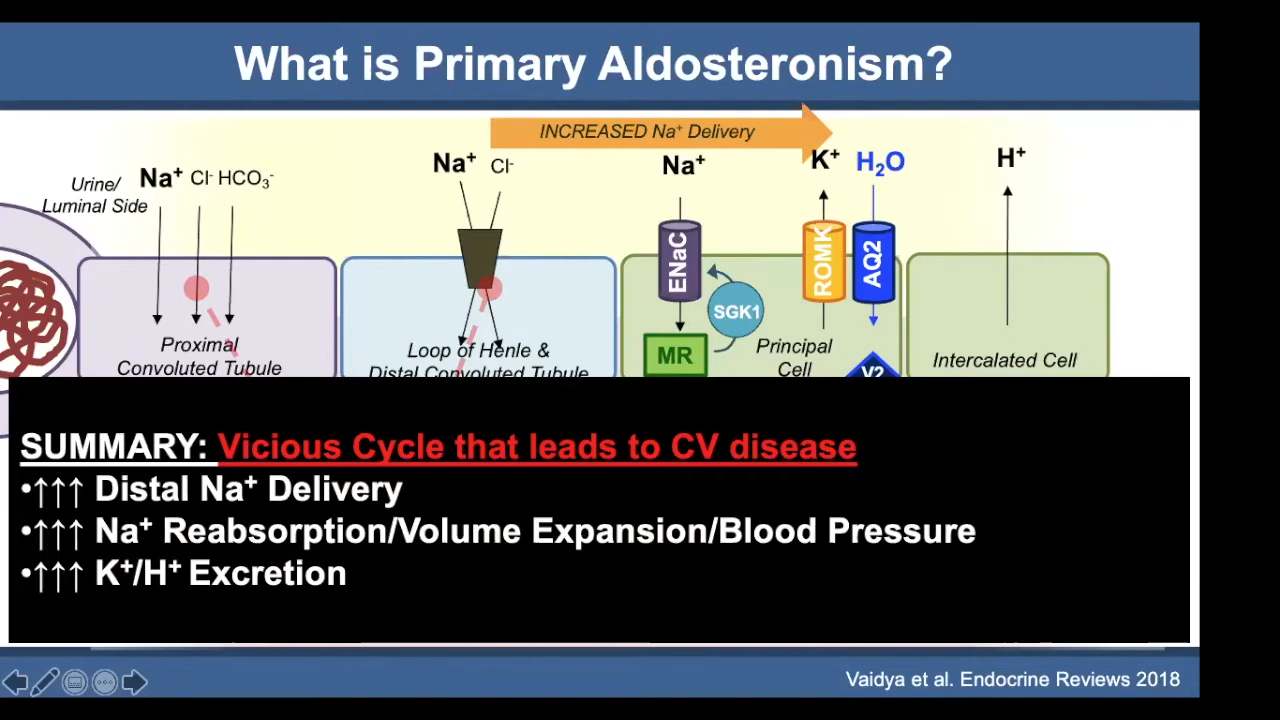 What is Primary Aldosteronism?
INCREASED Na⁺ Delivery
Urine/
Luminal Side
Na⁺ Cl⁻ HCO₃⁻
Na⁺ Cl⁻
Na⁺
K⁺
H₂O
H⁺
ENaC
ROMK
AQ2
SGK1
MR
V2
Proximal
Convoluted Tubule
Loop of Henle &
Distal Convoluted Tubule
Principal
Cell
Intercalated Cell
SUMMARY: Vicious Cycle that leads to CV disease
•↑↑↑ Distal Na⁺ Delivery
•↑↑↑ Na⁺ Reabsorption/Volume Expansion/Blood Pressure
•↑↑↑ K⁺/H⁺ Excretion
Vaidya et al. Endocrine Reviews 2018